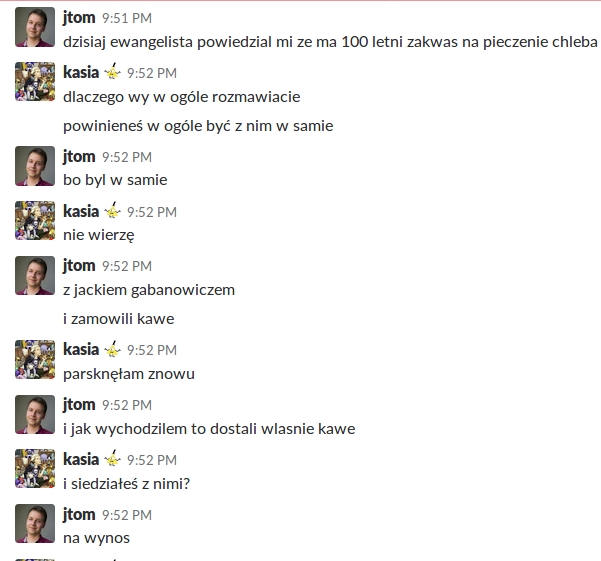 jtom 9:51 PM
dzisiaj ewangelista powiedzial mi ze ma 100 letni zakwas na pieczenie chleba
kasia 9:52 PM
dlaczego wy w ogóle rozmawiacie
powinieneś w ogóle być z nim w samie
jtom 9:52 PM
bo byl w samie
kasia 9:52 PM
nie wierzę
jtom 9:52 PM
z jackiem gabanowiczem
i zamowili kawe
kasia 9:52 PM
parsknęłam znowu
jtom 9:52 PM
i jak wychodzilem to dostali wlasnie kawe
kasia 9:52 PM
i siedziałeś z nimi?
jtom 9:52 PM
na wynos